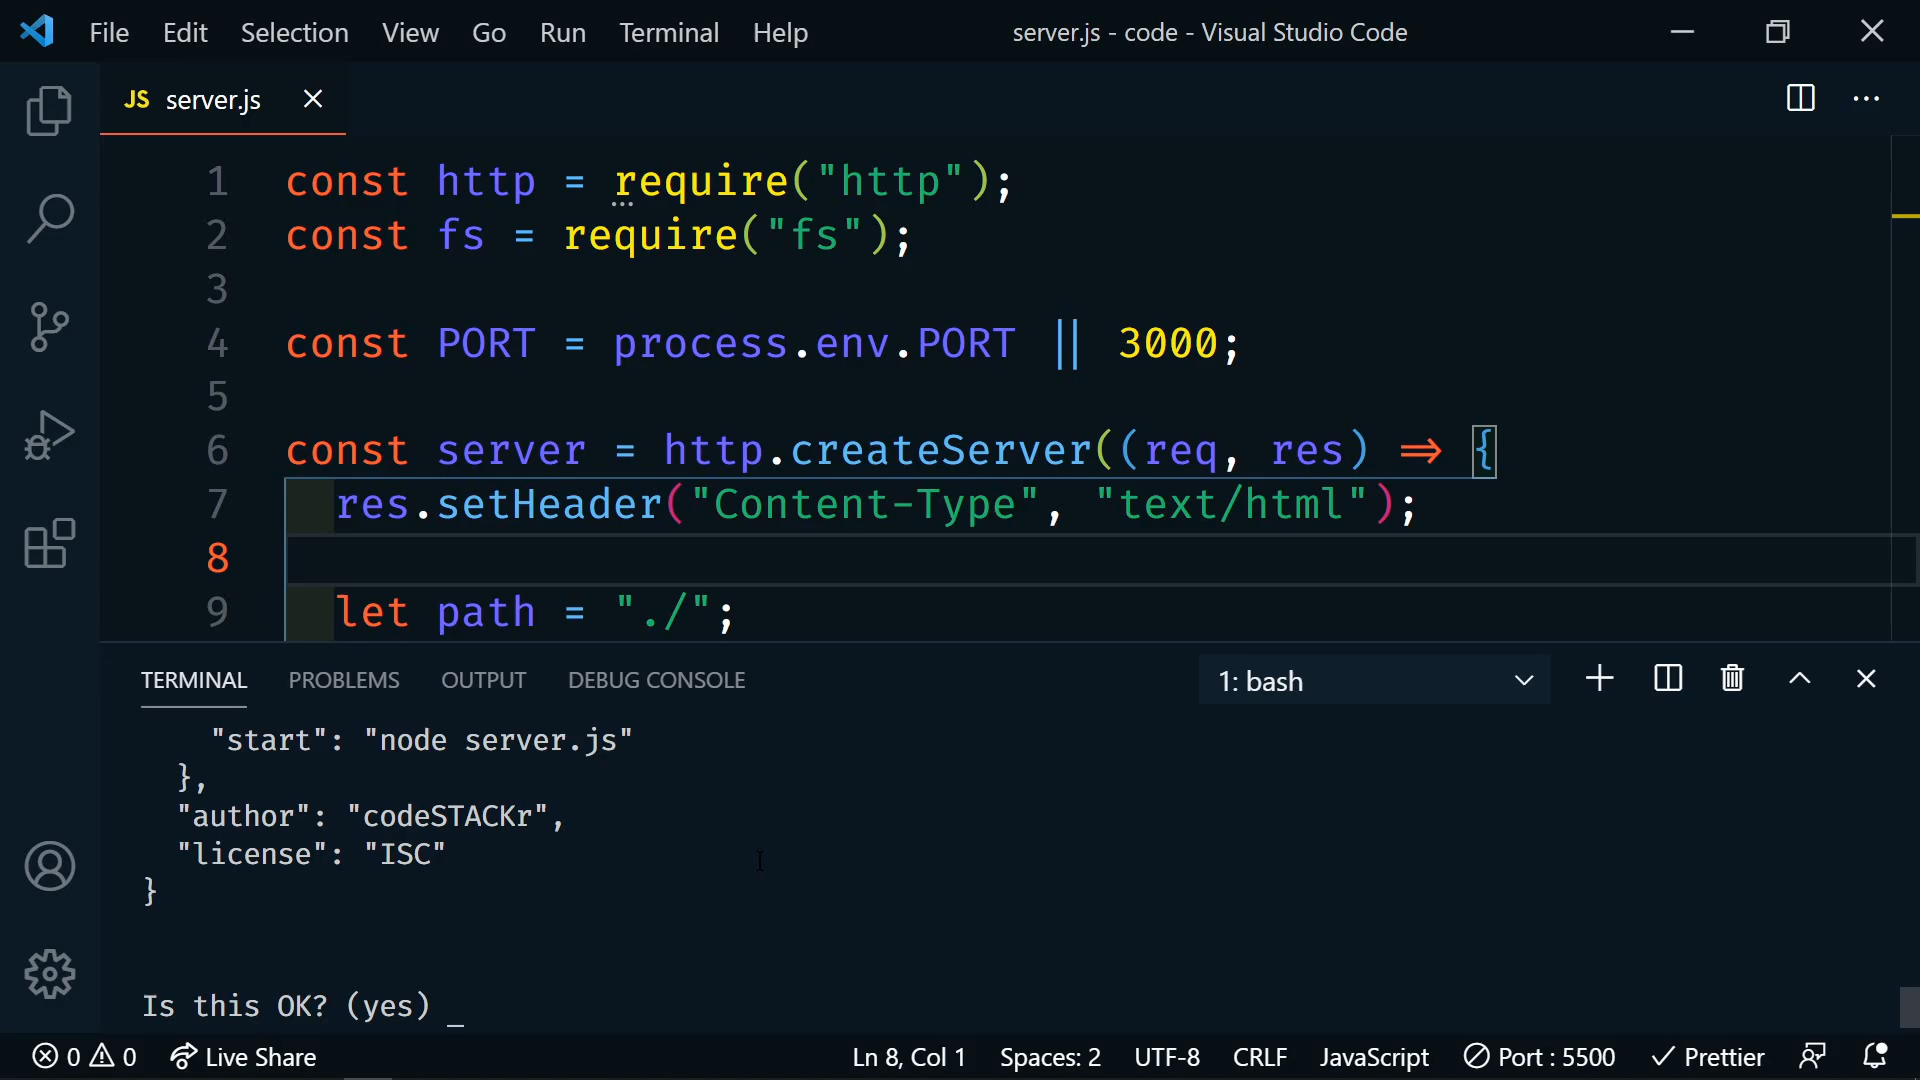 File Edit Selection View Go Run Terminal Help server.js - code - Visual Studio Code
JS server.js
1 const http = require("http");
2 const fs = require("fs");
3
4 const PORT = process.env.PORT || 3000;
5
6 const server = http.createServer((req, res) => {
7 res.setHeader("Content-Type", "text/html");
8
9 let path = "./";
TERMINAL PROBLEMS OUTPUT DEBUG CONSOLE 1: bash
"start": "node server.js"
},
"author": "codeSTACKr",
"license": "ISC"
}
Is this OK? (yes) _
0 0 Live Share Ln 8, Col 1 Spaces: 2 UTF-8 CRLF JavaScript Port : 5500 Prettier